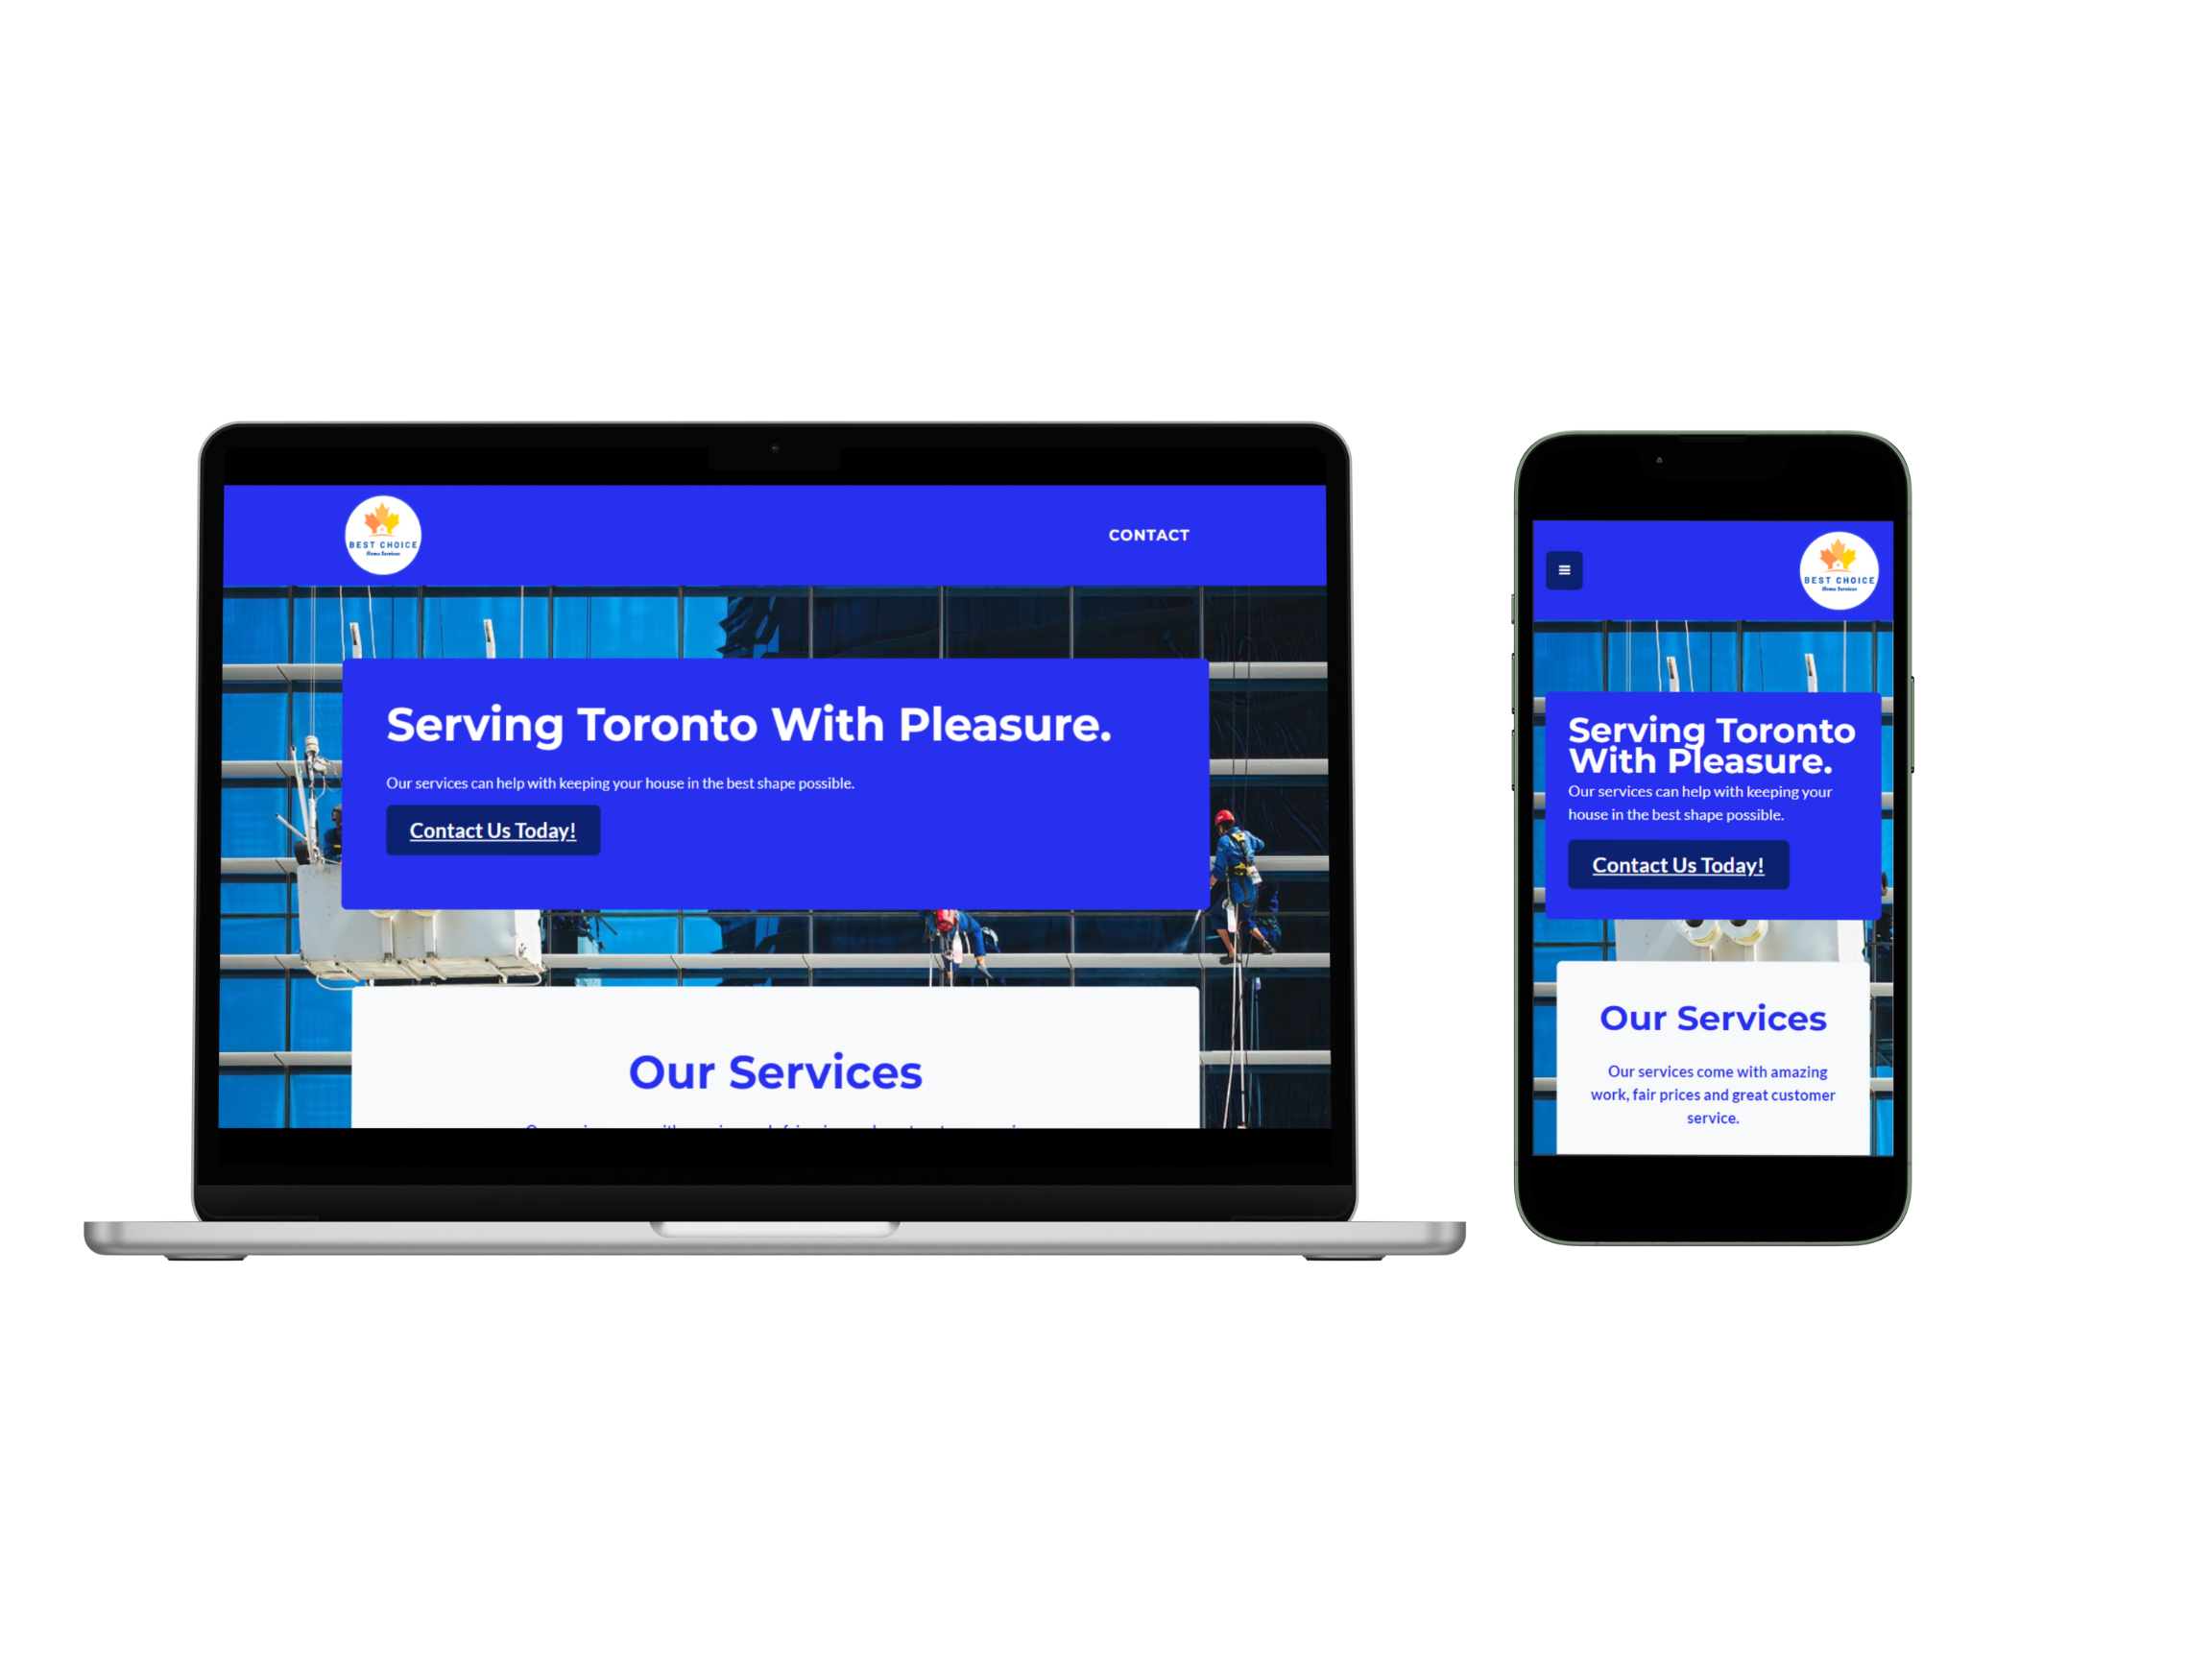 BEST CHOICE
Home Services
CONTACT
Serving Toronto With Pleasure.
Our services can help with keeping your house in the best shape possible.
Contact Us Today!
Our Services
BEST CHOICE
Home Services
Serving Toronto
With Pleasure.
Our services can help with keeping your
house in the best shape possible.
Contact Us Today!
Our Services
Our services come with amazing
work, fair prices and great customer
service.